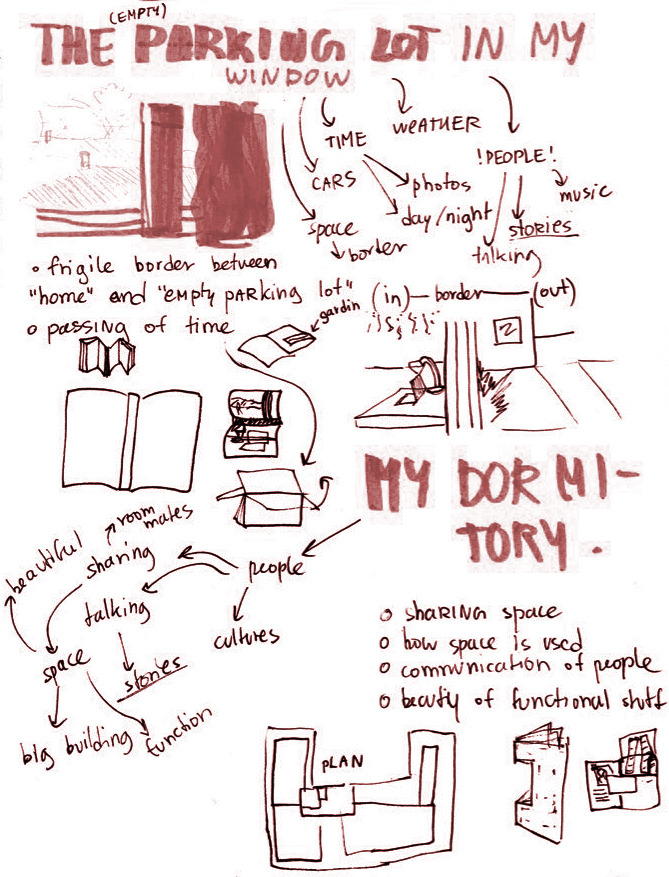 (EMPTY)
THE PARKING LOT IN MY
WINDOW
TIME
WEATHER
!PEOPLE!
CARS
photos
music
space
day/night
stories
border
talking
• frigile border between
"home" and "empty parking lot"
o passing of time
gardin
(in) — border — (out)
MY DORMI-
TORY.
room mates
beautiful
sharing
people
talking
cultures
space
stories
big building
function
o sharing space
o how space is used
o communication of people
o beauty of functional stuff
PLAN